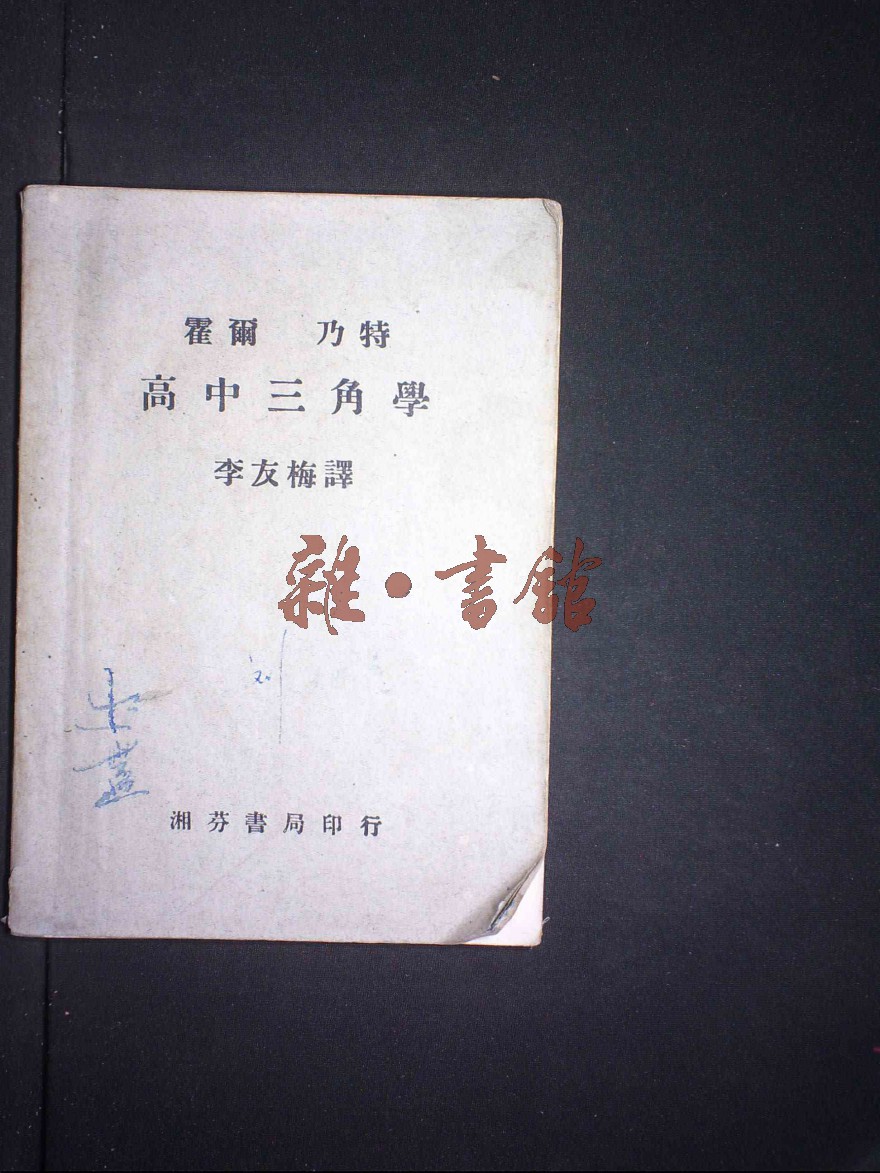 霍爾 乃特
高中三角學
李友梅譯
雜·書館
湘芬書局印行